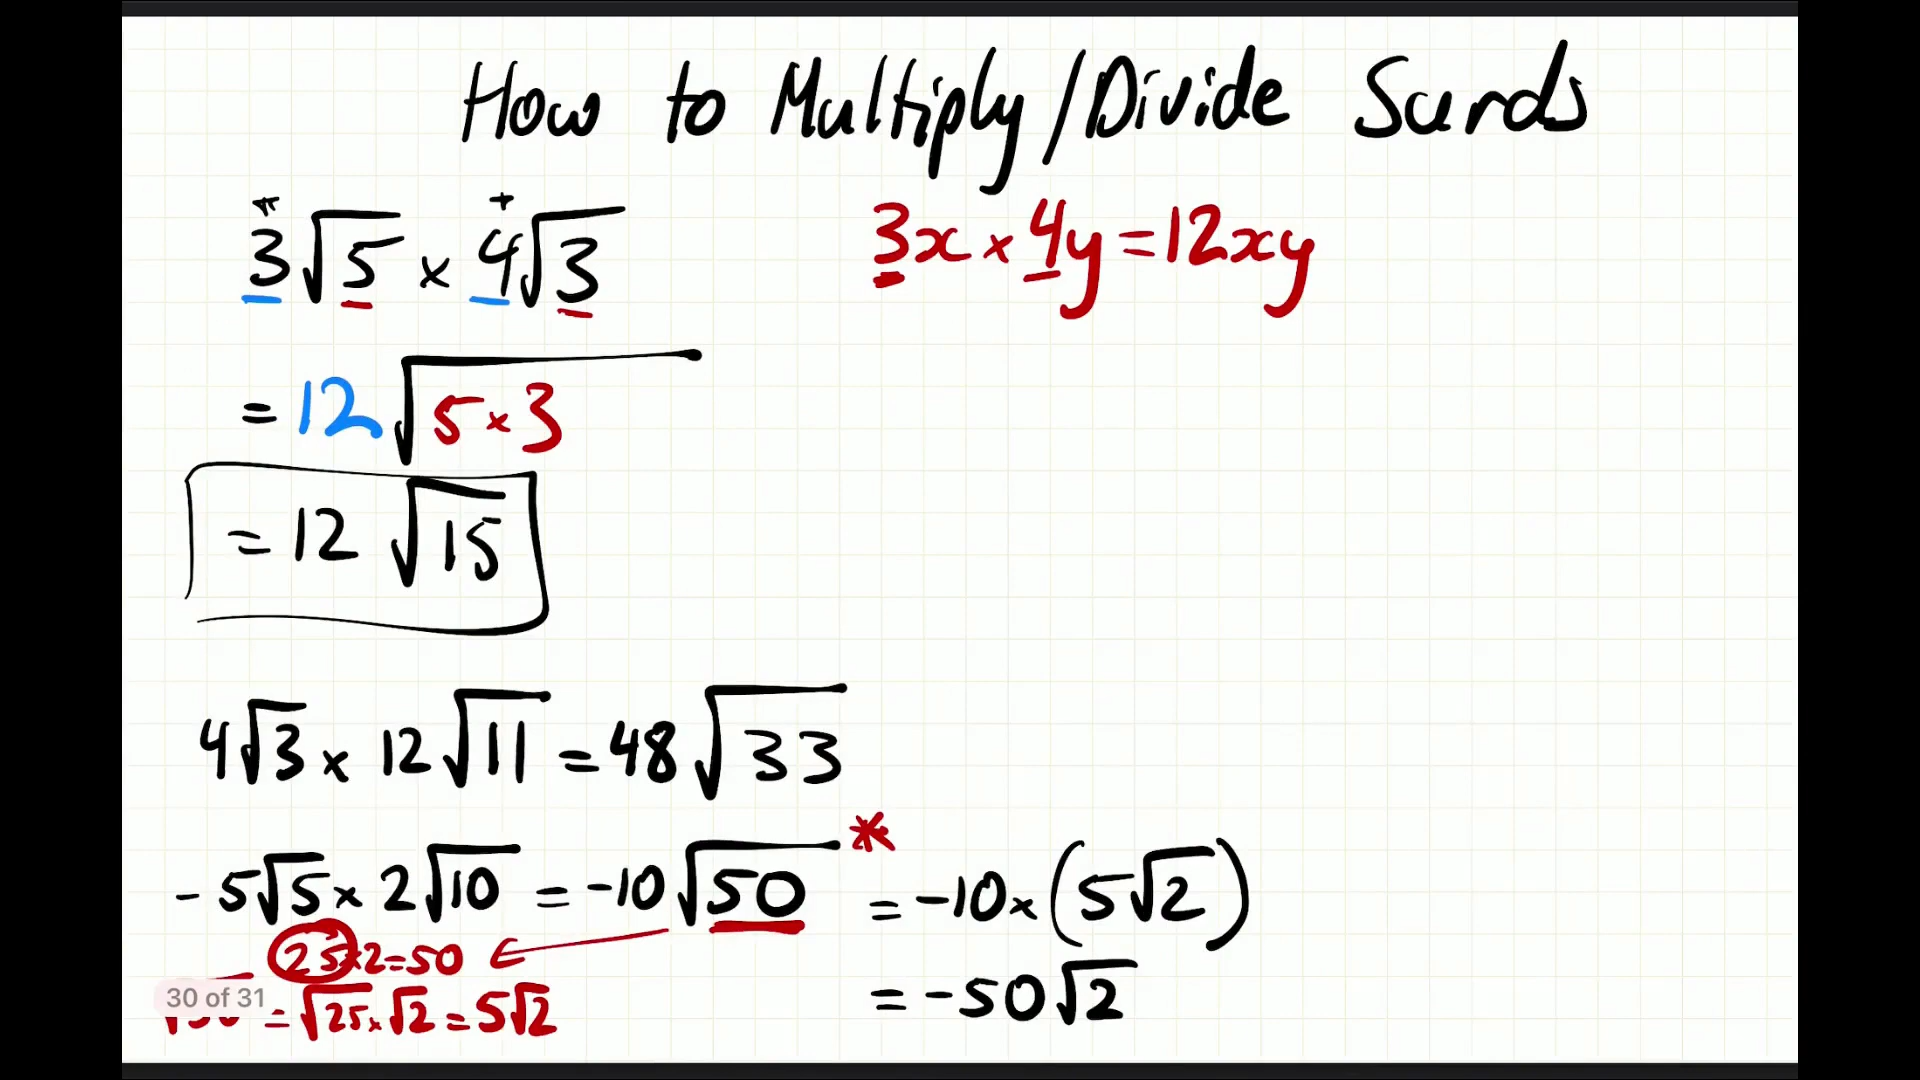 How to Multiply/Divide Surds
3√5 × 4√3
3x × 4y = 12xy
= 12√5×3
= 12√15
4√3 × 12√11 = 48√33
-5√5 × 2√10 = -10√50 * = -10×(5√2)
25×2=50
= √25×√2 = 5√2
= -50√2
30 of 31